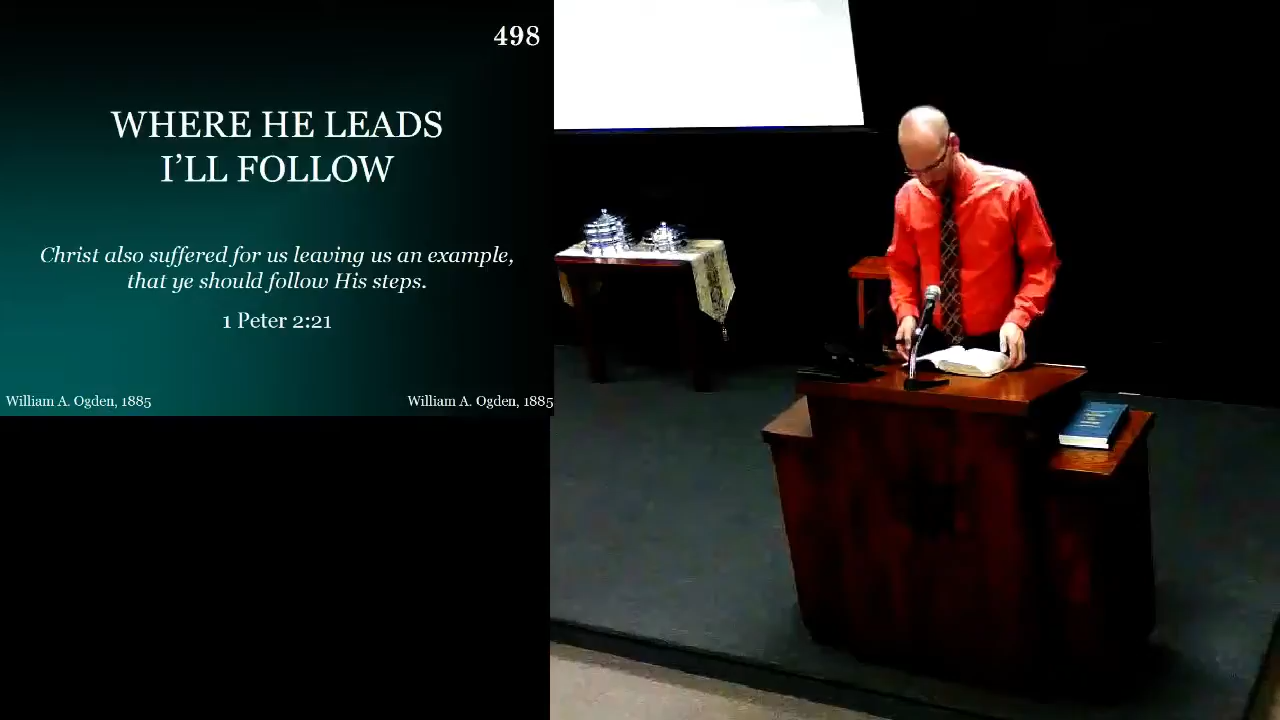 498
WHERE HE LEADS
I’LL FOLLOW
Christ also suffered for us leaving us an example,
that ye should follow His steps.
1 Peter 2:21
William A. Ogden, 1885
William A. Ogden, 1885